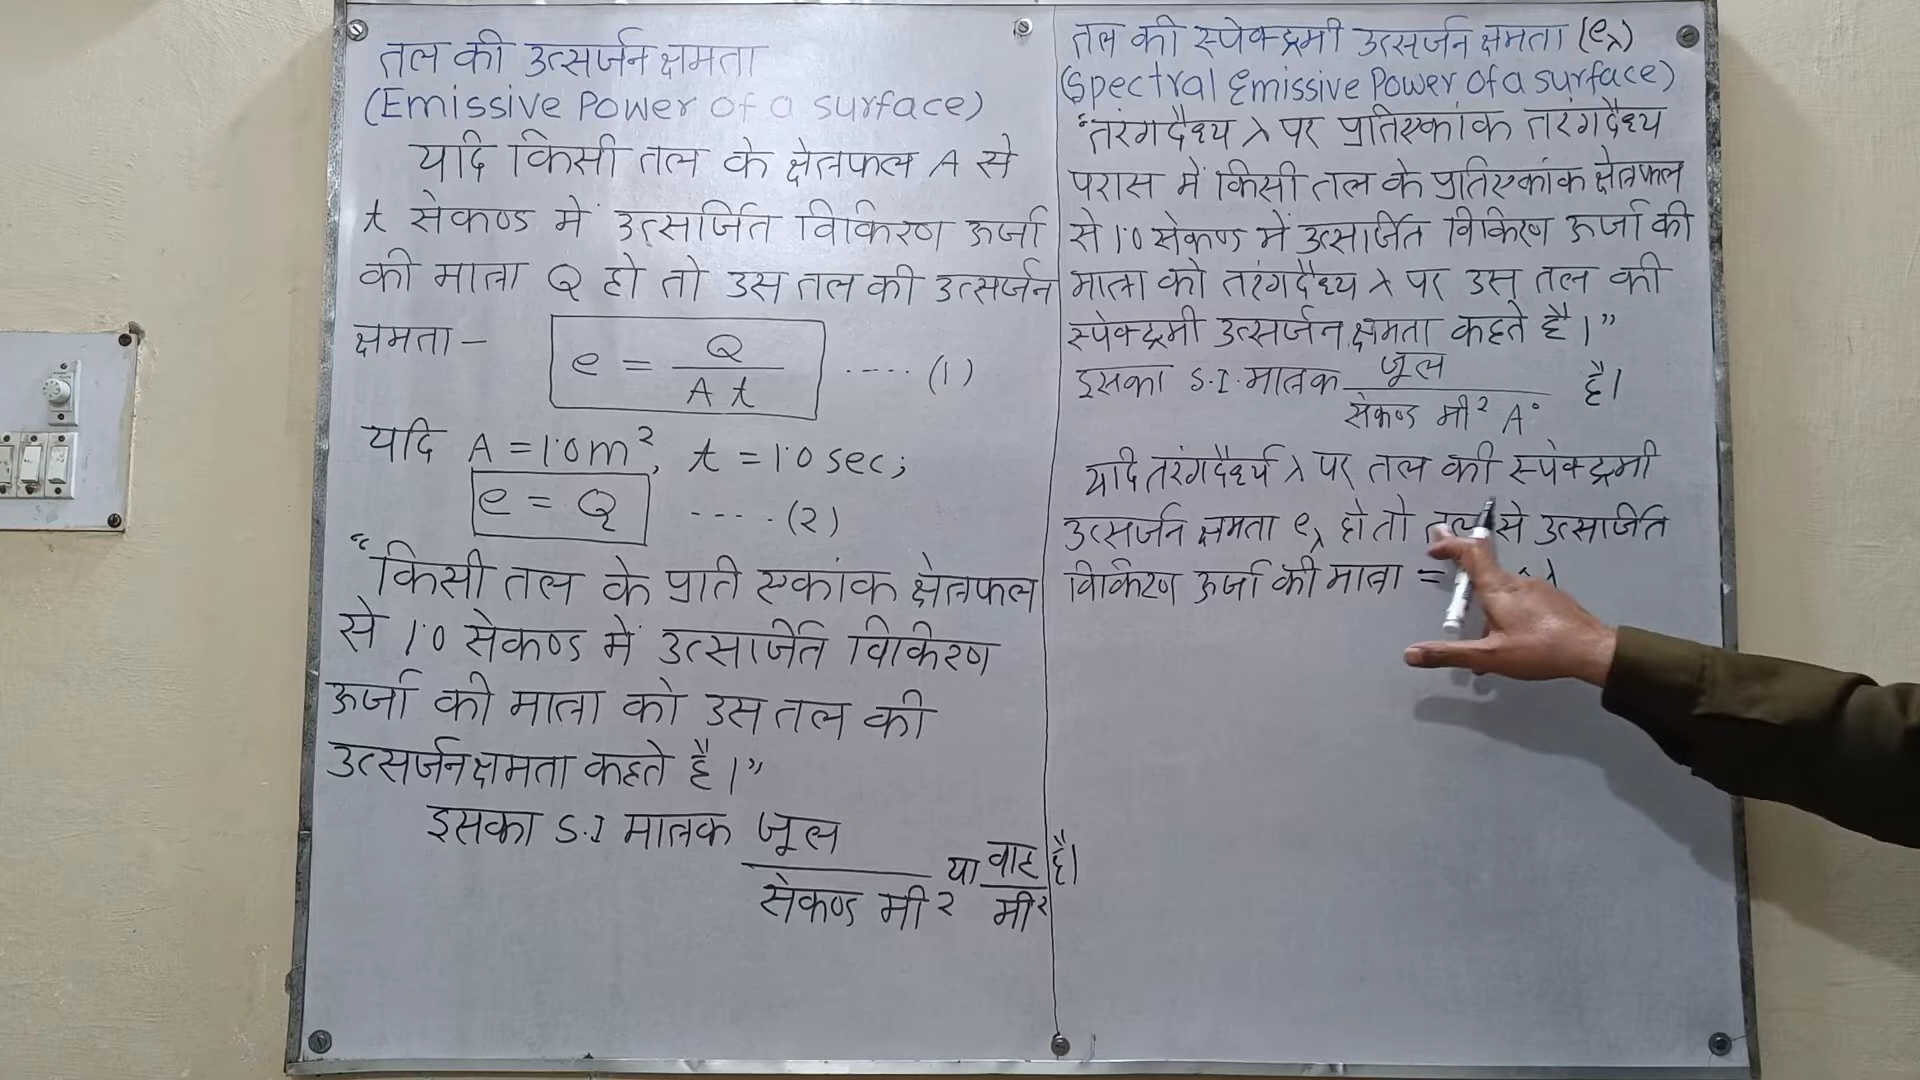 तल की उत्सर्जन क्षमता
(Emissive Power of a surface)
यदि किसी तल के क्षेत्रफल A से
t सेकण्ड में उत्सर्जित विकिरण ऊर्जा
की मात्रा Q हो तो उस तल की उत्सर्जन
क्षमता –
e = Q / A t .... (1)
यदि A = 1.0 m², t = 1.0 sec;
e = Q .... (2)
“किसी तल के प्रति एकांक क्षेत्रफल
से 1.0 सेकण्ड में उत्सर्जित विकिरण
ऊर्जा की मात्रा को उस तल की
उत्सर्जन क्षमता कहते है।”
इसका S.I मात्रक जूल / सेकण्ड मी² या वाट / मी² है।
तल की स्पेक्ट्रमी उत्सर्जन क्षमता (eλ)
(Spectral Emissive Power of a surface)
“तरंगदैध्य λ पर प्रतिएकांक तरंगदैध्य
परास में किसी तल के प्रतिएकांक क्षेत्रफल
से 1.0 सेकण्ड में उत्सर्जित विकिरण ऊर्जा की
मात्रा को तरंगदैध्य λ पर उस तल की
स्पेक्ट्रमी उत्सर्जन क्षमता कहते है।”
इसका S.I. मात्रक जूल / सेकण्ड मी² A° है।
यदि तरंगदैर्ध्य λ पर तल की स्पेक्ट्रमी
उत्सर्जन क्षमता eλ हो तो तल से उत्सर्जित
विकिरण ऊर्जा की मात्रा =